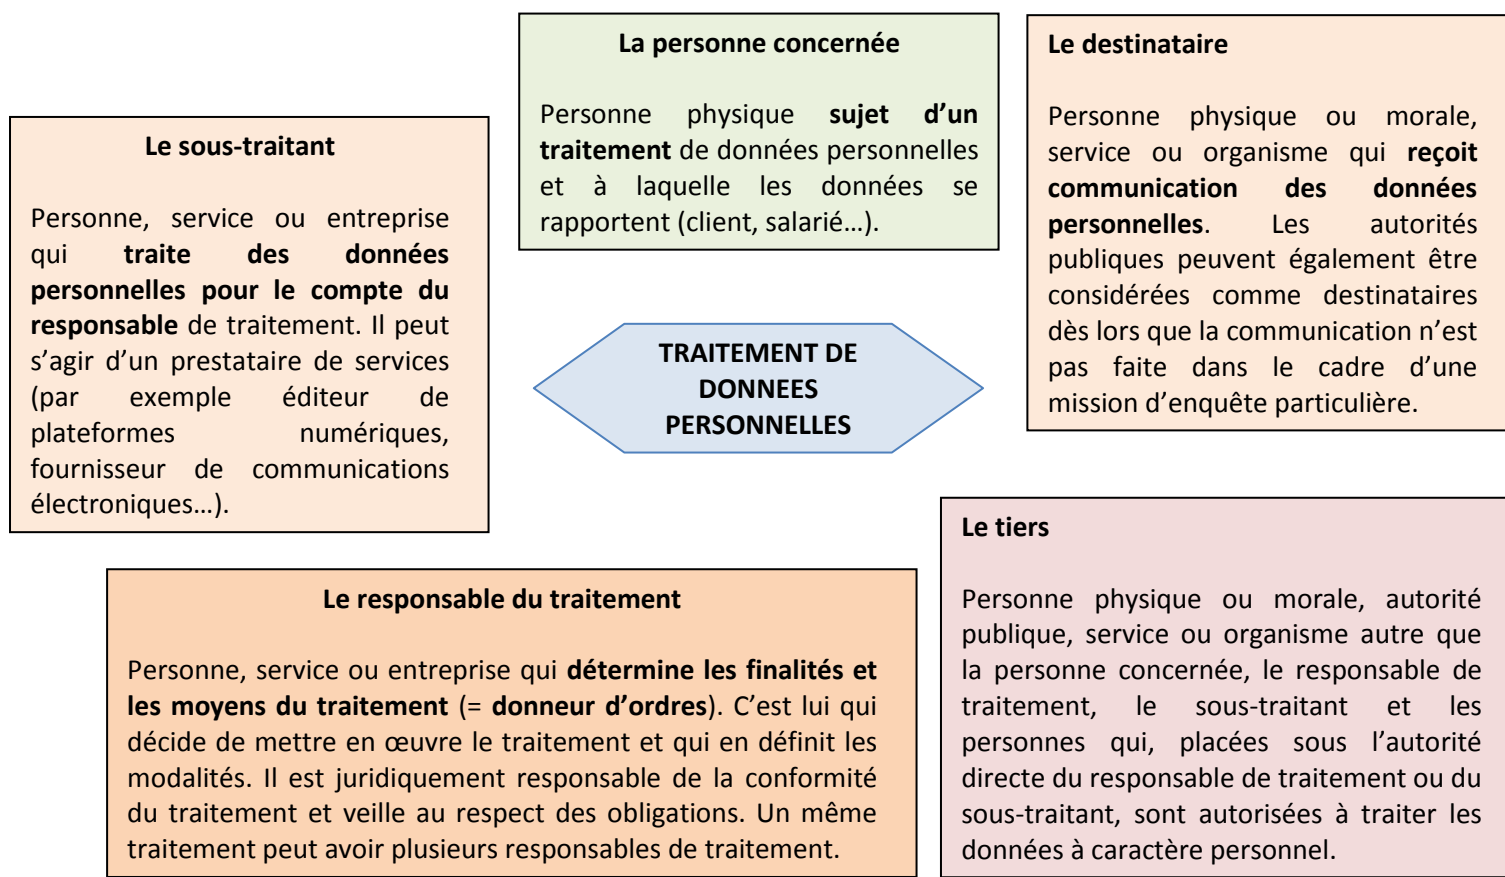 La personne concernée
Personne physique sujet d’un
traitement de données personnelles
et à laquelle les données se
rapportent (client, salarié…).
Le destinataire
Personne physique ou morale,
service ou organisme qui reçoit
communication des données
personnelles. Les autorités
publiques peuvent également être
considérées comme destinataires
dès lors que la communication n’est
pas faite dans le cadre d’une
mission d’enquête particulière.
Le sous-traitant
Personne, service ou entreprise
qui traite des données
personnelles pour le compte du
responsable de traitement. Il peut
s’agir d’un prestataire de services
(par exemple éditeur de
plateformes numériques,
fournisseur de communications
électroniques…).
TRAITEMENT DE
DONNEES
PERSONNELLES
Le tiers
Personne physique ou morale, autorité
publique, service ou organisme autre que
la personne concernée, le responsable de
traitement, le sous-traitant et les
personnes qui, placées sous l’autorité
directe du responsable de traitement ou du
sous-traitant, sont autorisées à traiter les
données à caractère personnel.
Le responsable du traitement
Personne, service ou entreprise qui détermine les finalités et
les moyens du traitement (= donneur d’ordres). C’est lui qui
décide de mettre en œuvre le traitement et qui en définit les
modalités. Il est juridiquement responsable de la conformité
du traitement et veille au respect des obligations. Un même
traitement peut avoir plusieurs responsables de traitement.